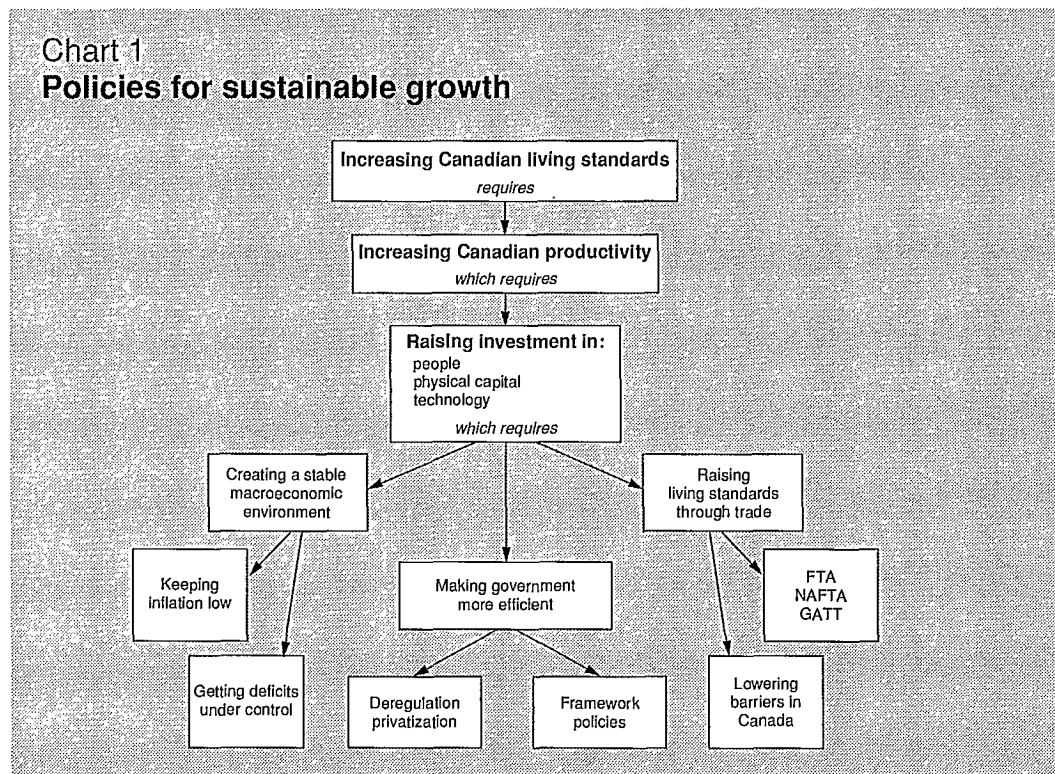 Chart 1
Policies for sustainable growth
Increasing Canadian living standards
requires
Increasing Canadian productivity
which requires
Raising investment in:
people
physical capital
technology
which requires
Creating a stable
macroeconomic
environment
Raising
living standards
through trade
Keeping
inflation low
Making government
more efficient
FTA
NAFTA
GATT
Getting deficits
under control
Deregulation
privatization
Framework
policies
Lowering
barriers in
Canada